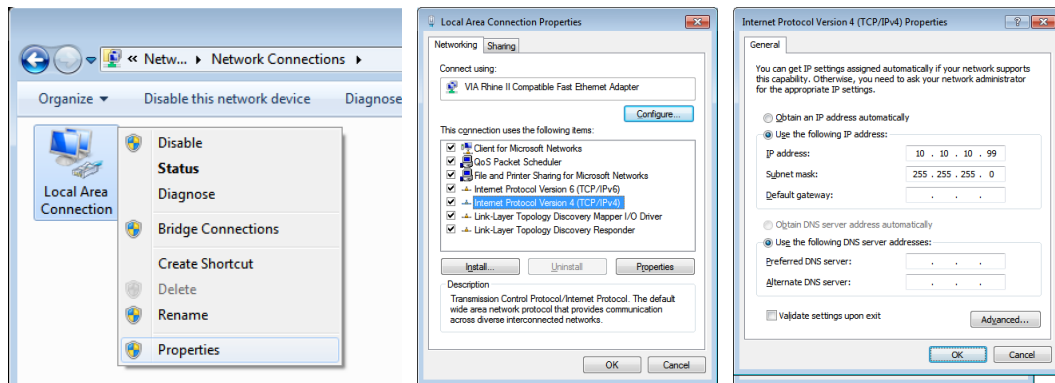 « Netw... ▸ Network Connections ▸
Organize ▼ Disable this network device Diagnose
Local Area
Connection
Disable
Status
Diagnose
Bridge Connections
Create Shortcut
Delete
Rename
Properties
Local Area Connection Properties
Networking Sharing
Connect using:
VIA Rhine II Compatible Fast Ethernet Adapter
Configure...
This connection uses the following items:
Client for Microsoft Networks
QoS Packet Scheduler
File and Printer Sharing for Microsoft Networks
Internet Protocol Version 6 (TCP/IPv6)
Internet Protocol Version 4 (TCP/IPv4)
Link-Layer Topology Discovery Mapper I/O Driver
Link-Layer Topology Discovery Responder
Install... Uninstall Properties
Description
Transmission Control Protocol/Internet Protocol. The default
wide area network protocol that provides communication
across diverse interconnected networks.
OK Cancel
Internet Protocol Version 4 (TCP/IPv4) Properties
General
You can get IP settings assigned automatically if your network supports
this capability. Otherwise, you need to ask your network administrator
for the appropriate IP settings.
Obtain an IP address automatically
Use the following IP address:
IP address: 10 . 10 . 10 . 99
Subnet mask: 255 . 255 . 255 . 0
Default gateway: . . .
Obtain DNS server address automatically
Use the following DNS server addresses:
Preferred DNS server: . . .
Alternate DNS server: . . .
Validate settings upon exit Advanced...
OK Cancel